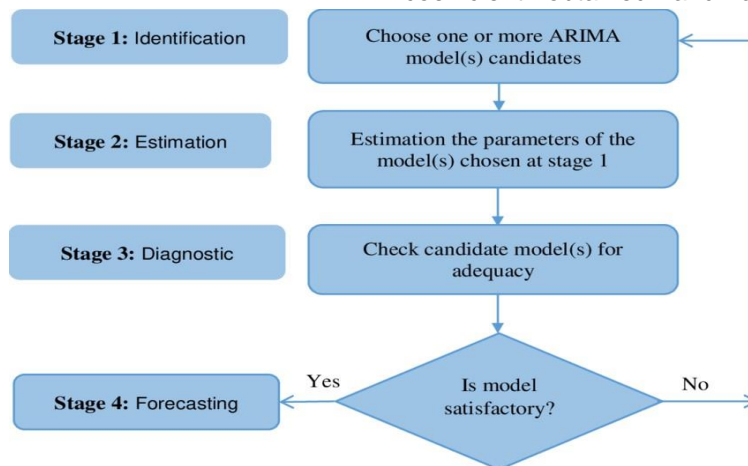 Stage 1: Identification
Choose one or more ARIMA
model(s) candidates
Stage 2: Estimation
Estimation the parameters of the
model(s) chosen at stage 1
Stage 3: Diagnostic
Check candidate model(s) for
adequacy
Is model
satisfactory?
Yes
No
Stage 4: Forecasting